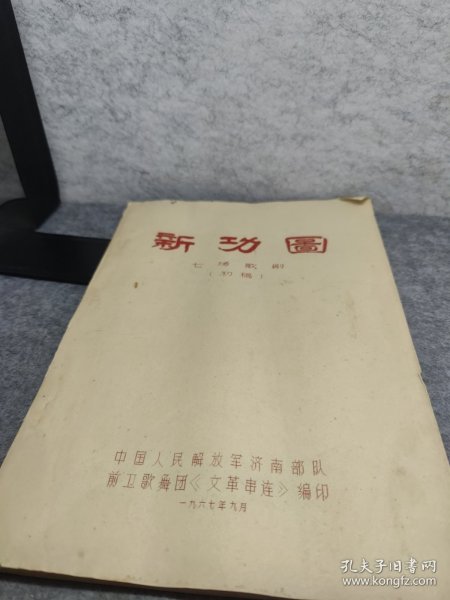 新功圖
七场歌剧
(初稿)
中国人民解放军济南部队
前卫歌舞团《文革串连》编印
一九六七年九月
孔夫子旧书网
www.kongfz.com